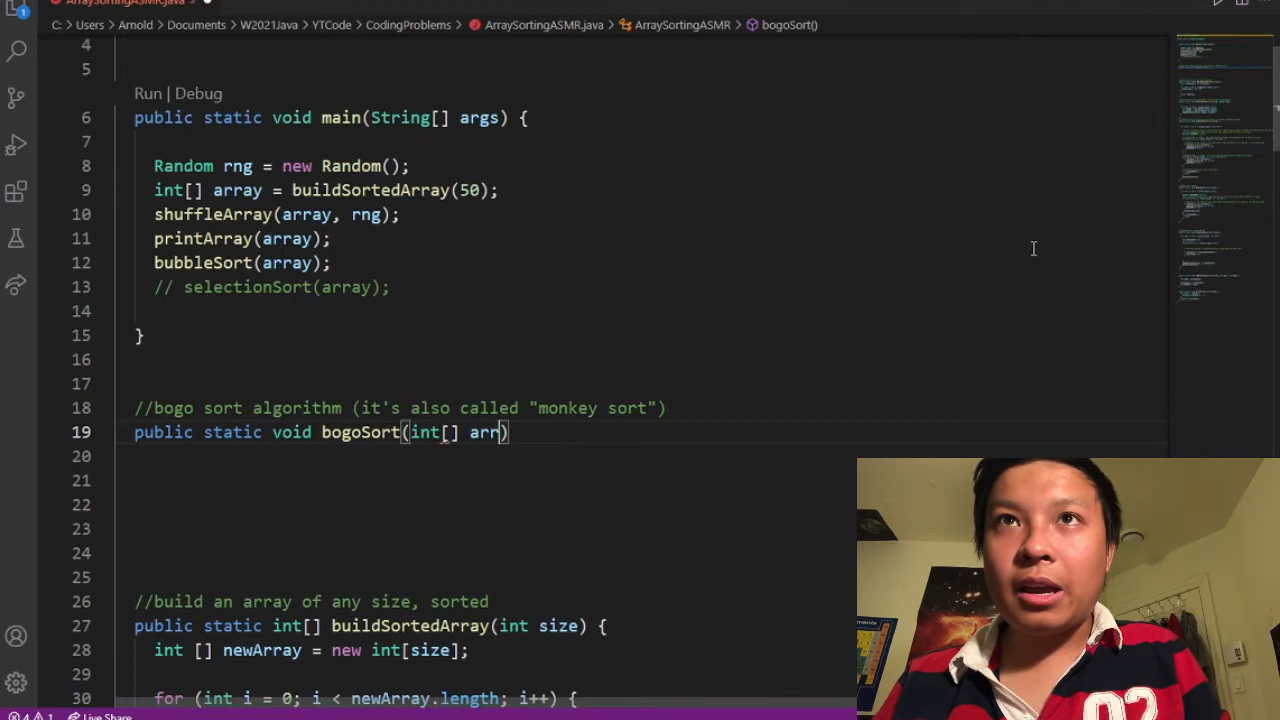 ArraySortingASMR.java
1
C: > Users > Arnold > Documents > W2021Java > YTCode > CodingProblems > ArraySortingASMR.java > ArraySortingASMR > bogoSort()
4
5
Run | Debug
6 public static void main(String[] args) {
7
8 Random rng = new Random();
9 int[] array = buildSortedArray(50);
10 shuffleArray(array, rng);
11 printArray(array);
12 bubbleSort(array);
13 // selectionSort(array);
14
15 }
16
17
18 //bogo sort algorithm (it's also called "monkey sort")
19 public static void bogoSort(int[] arr)
20
21
22
23
24
25
26 //build an array of any size, sorted
27 public static int[] buildSortedArray(int size) {
28 int [] newArray = new int[size];
29
30 for (int i = 0; i < newArray.length; i++) {
4 1 Live Share
02